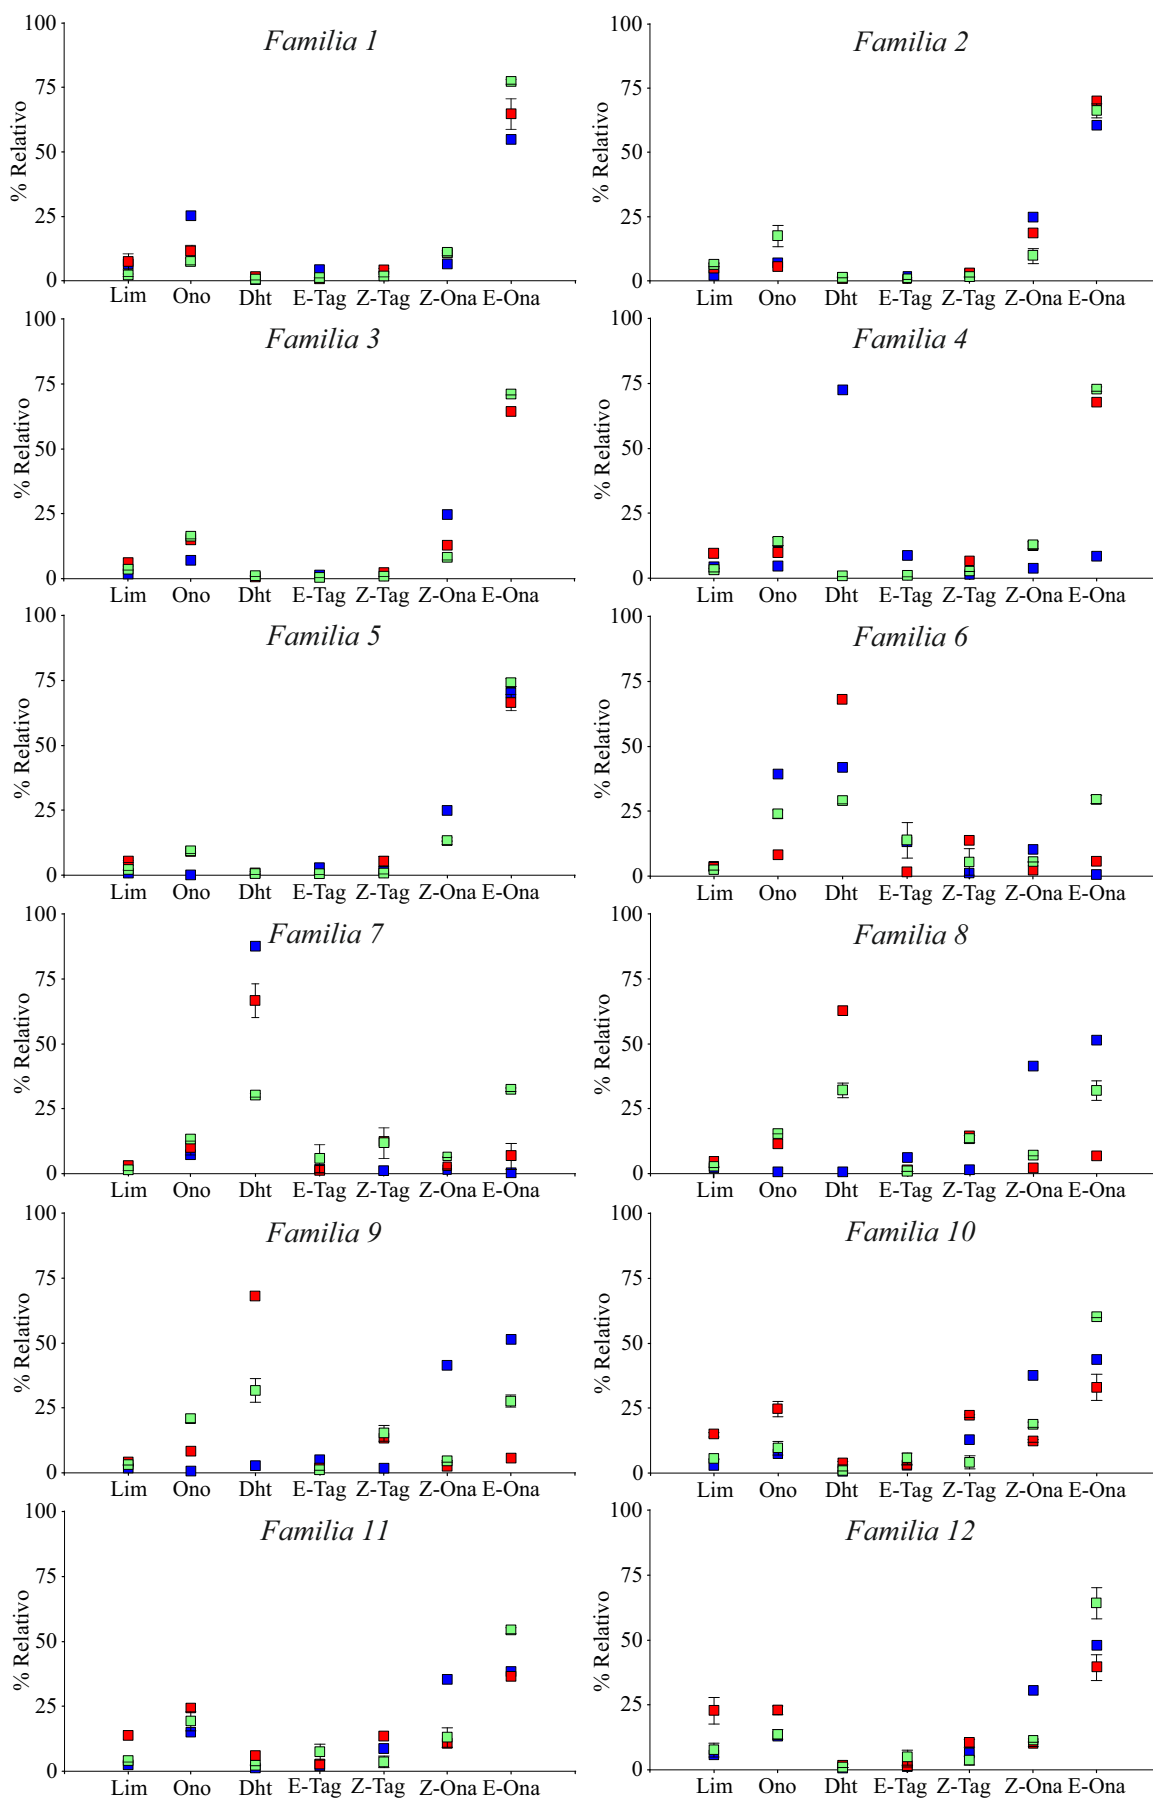 Familia 1
% Relativo
100
75
50
25
0
Lim Ono Dht E-Tag Z-Tag Z-Ona E-Ona
Familia 2
% Relativo
100
75
50
25
0
Lim Ono Dht E-Tag Z-Tag Z-Ona E-Ona
Familia 3
% Relativo
100
75
50
25
0
Lim Ono Dht E-Tag Z-Tag Z-Ona E-Ona
Familia 4
% Relativo
100
75
50
25
0
Lim Ono Dht E-Tag Z-Tag Z-Ona E-Ona
Familia 5
% Relativo
100
75
50
25
0
Lim Ono Dht E-Tag Z-Tag Z-Ona E-Ona
Familia 6
% Relativo
100
75
50
25
0
Lim Ono Dht E-Tag Z-Tag Z-Ona E-Ona
Familia 7
% Relativo
100
75
50
25
0
Lim Ono Dht E-Tag Z-Tag Z-Ona E-Ona
Familia 8
% Relativo
100
75
50
25
0
Lim Ono Dht E-Tag Z-Tag Z-Ona E-Ona
Familia 9
% Relativo
100
75
50
25
0
Lim Ono Dht E-Tag Z-Tag Z-Ona E-Ona
Familia 10
% Relativo
100
75
50
25
0
Lim Ono Dht E-Tag Z-Tag Z-Ona E-Ona
Familia 11
% Relativo
100
75
50
25
0
Lim Ono Dht E-Tag Z-Tag Z-Ona E-Ona
Familia 12
% Relativo
100
75
50
25
0
Lim Ono Dht E-Tag Z-Tag Z-Ona E-Ona